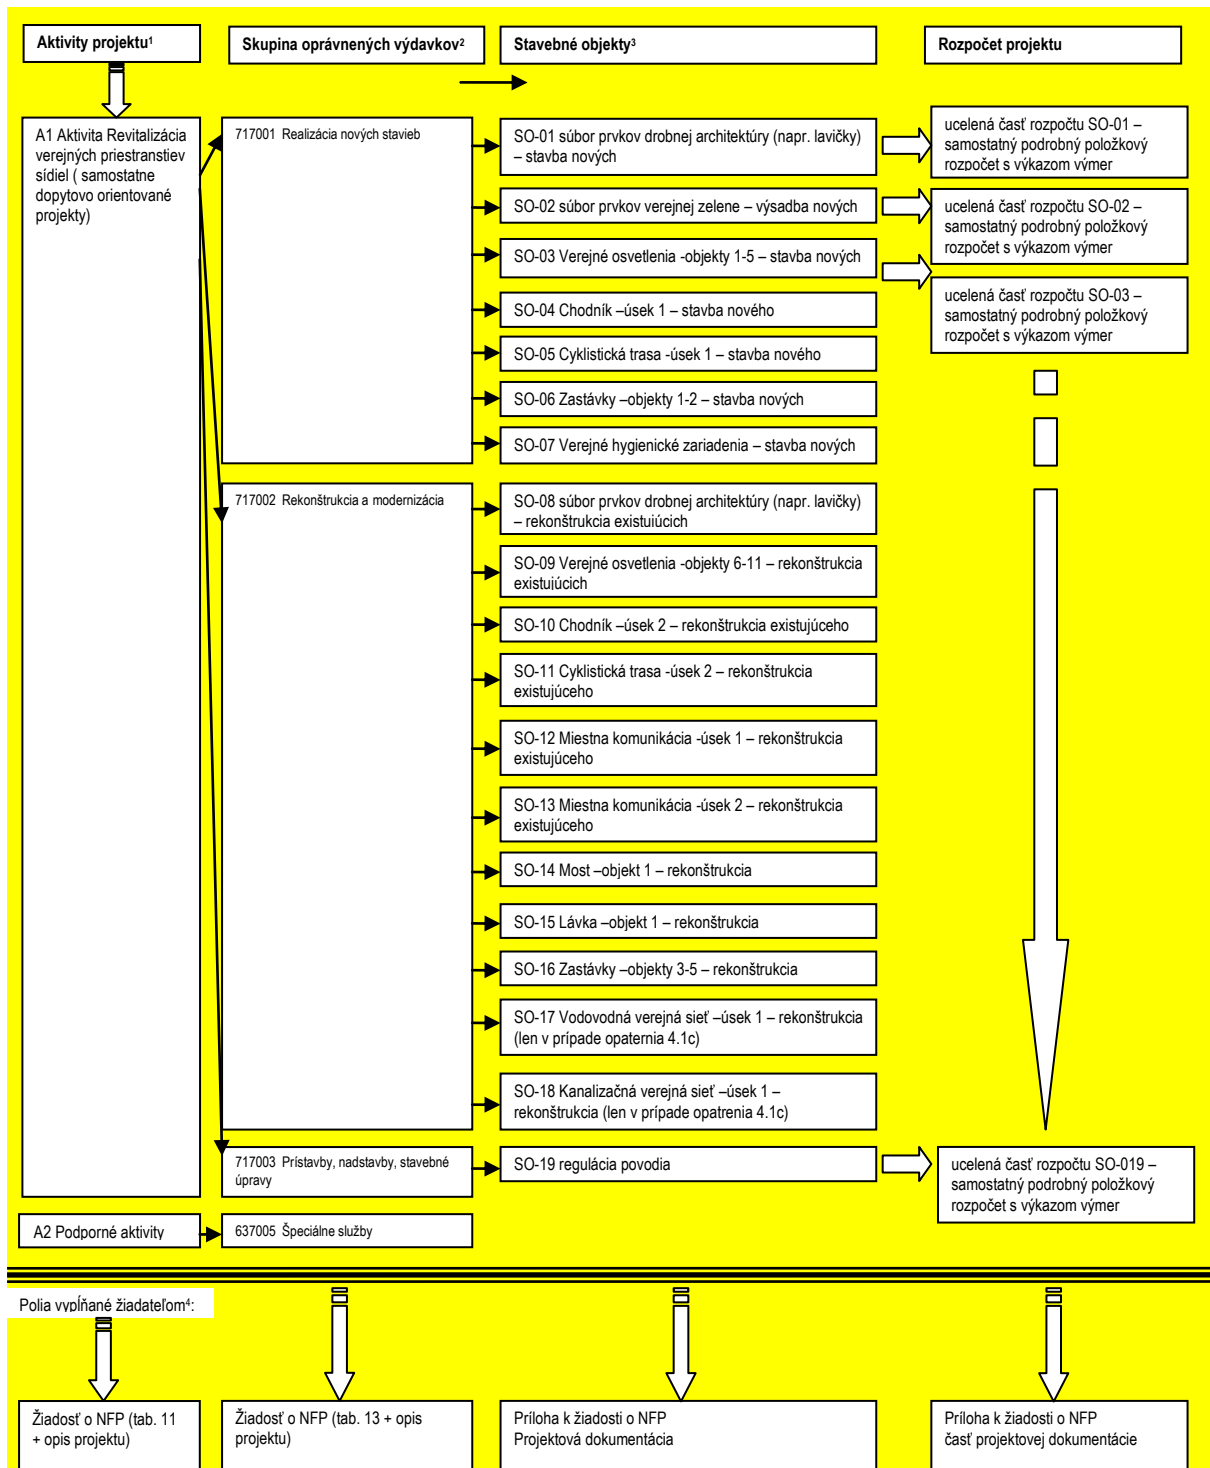 Aktivity projektu1
Skupina oprávnených výdavkov2
Stavebné objekty3
Rozpočet projektu
A1 Aktivita Revitalizácia
verejných priestranstiev
sídiel ( samostatne
dopytovo orientované
projekty)
717001 Realizácia nových stavieb
SO-01 súbor prvkov drobnej architektúry (napr. lavičky)
– stavba nových
ucelená časť rozpočtu SO-01 –
samostatný podrobný položkový
rozpočet s výkazom výmer
SO-02 súbor prvkov verejnej zelene – výsadba nových
ucelená časť rozpočtu SO-02 –
samostatný podrobný položkový
rozpočet s výkazom výmer
SO-03 Verejné osvetlenia -objekty 1-5 – stavba nových
ucelená časť rozpočtu SO-03 –
samostatný podrobný položkový
rozpočet s výkazom výmer
SO-04 Chodník –úsek 1 – stavba nového
SO-05 Cyklistická trasa -úsek 1 – stavba nového
SO-06 Zastávky –objekty 1-2 – stavba nových
SO-07 Verejné hygienické zariadenia – stavba nových
717002 Rekonštrukcia a modernizácia
SO-08 súbor prvkov drobnej architektúry (napr. lavičky)
– rekonštrukcia existujúcich
SO-09 Verejné osvetlenia -objekty 6-11 – rekonštrukcia
existujúcich
SO-10 Chodník –úsek 2 – rekonštrukcia existujúceho
SO-11 Cyklistická trasa -úsek 2 – rekonštrukcia
existujúceho
SO-12 Miestna komunikácia -úsek 1 – rekonštrukcia
existujúceho
SO-13 Miestna komunikácia -úsek 2 – rekonštrukcia
existujúceho
SO-14 Most –objekt 1 – rekonštrukcia
SO-15 Lávka –objekt 1 – rekonštrukcia
SO-16 Zastávky –objekty 3-5 – rekonštrukcia
SO-17 Vodovodná verejná sieť –úsek 1 – rekonštrukcia
(len v prípade opaternia 4.1c)
SO-18 Kanalizačná verejná sieť –úsek 1 –
rekonštrukcia (len v prípade opatrenia 4.1c)
717003 Prístavby, nadstavby, stavebné
úpravy
SO-19 regulácia povodia
ucelená časť rozpočtu SO-019 –
samostatný podrobný položkový
rozpočet s výkazom výmer
A2 Podporné aktivity
637005 Špeciálne služby
Polia vypĺňané žiadateľom4:
Žiadosť o NFP (tab. 11
+ opis projektu)
Žiadosť o NFP (tab. 13 + opis
projektu)
Príloha k žiadosti o NFP
Projektová dokumentácia
Príloha k žiadosti o NFP
časť projektovej dokumentácie